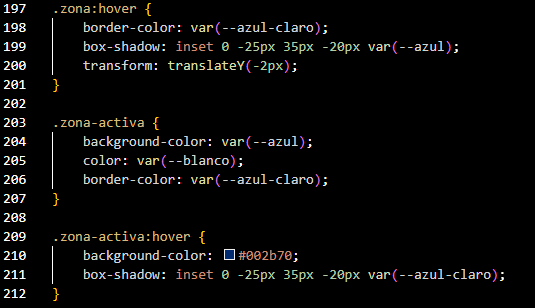 197 .zona:hover {
198 border-color: var(--azul-claro);
199 box-shadow: inset 0 -25px 35px -20px var(--azul);
200 transform: translateY(-2px);
201 }
202
203 .zona-activa {
204 background-color: var(--azul);
205 color: var(--blanco);
206 border-color: var(--azul-claro);
207 }
208
209 .zona-activa:hover {
210 background-color: #002b70;
211 box-shadow: inset 0 -25px 35px -20px var(--azul-claro);
212 }